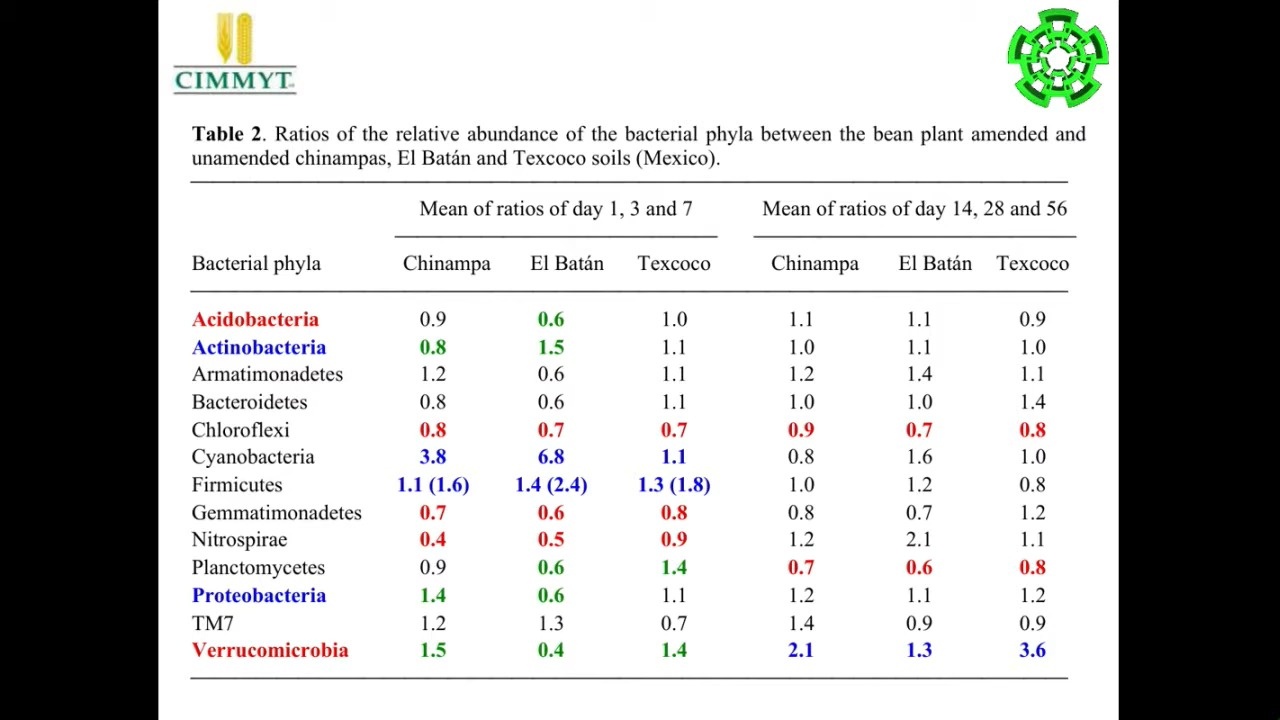 CIMMYT
Table 2. Ratios of the relative abundance of the bacterial phyla between the bean plant amended and
unamended chinampas, El Batán and Texcoco soils (Mexico).
Mean of ratios of day 1, 3 and 7 Mean of ratios of day 14, 28 and 56
Bacterial phyla Chinampa El Batán Texcoco Chinampa El Batán Texcoco
Acidobacteria 0.9 0.6 1.0 1.1 1.1 0.9
Actinobacteria 0.8 1.5 1.1 1.0 1.1 1.0
Armatimonadetes 1.2 0.6 1.1 1.2 1.4 1.1
Bacteroidetes 0.8 0.6 1.1 1.0 1.0 1.4
Chloroflexi 0.8 0.7 0.7 0.9 0.7 0.8
Cyanobacteria 3.8 6.8 1.1 0.8 1.6 1.0
Firmicutes 1.1 (1.6) 1.4 (2.4) 1.3 (1.8) 1.0 1.2 0.8
Gemmatimonadetes 0.7 0.6 0.8 0.8 0.7 1.2
Nitrospirae 0.4 0.5 0.9 1.2 2.1 1.1
Planctomycetes 0.9 0.6 1.4 0.7 0.6 0.8
Proteobacteria 1.4 0.6 1.1 1.2 1.1 1.2
TM7 1.2 1.3 0.7 1.4 0.9 0.9
Verrucomicrobia 1.5 0.4 1.4 2.1 1.3 3.6